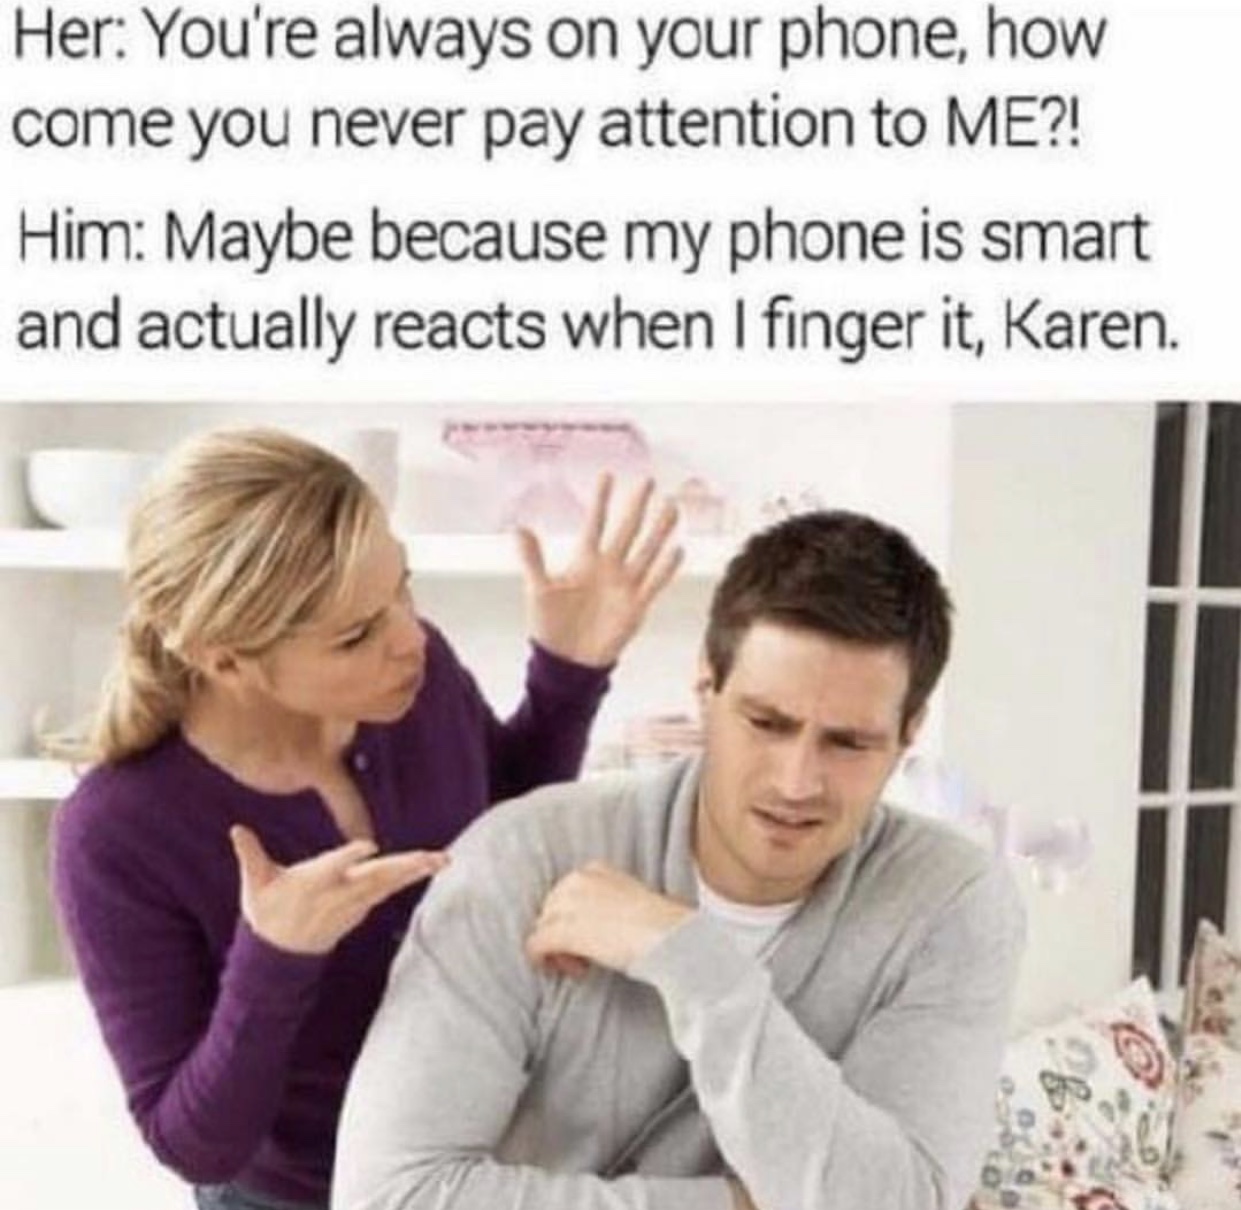 Her: You're always on your phone, how
come you never pay attention to ME?!
Him: Maybe because my phone is smart
and actually reacts when I finger it, Karen.